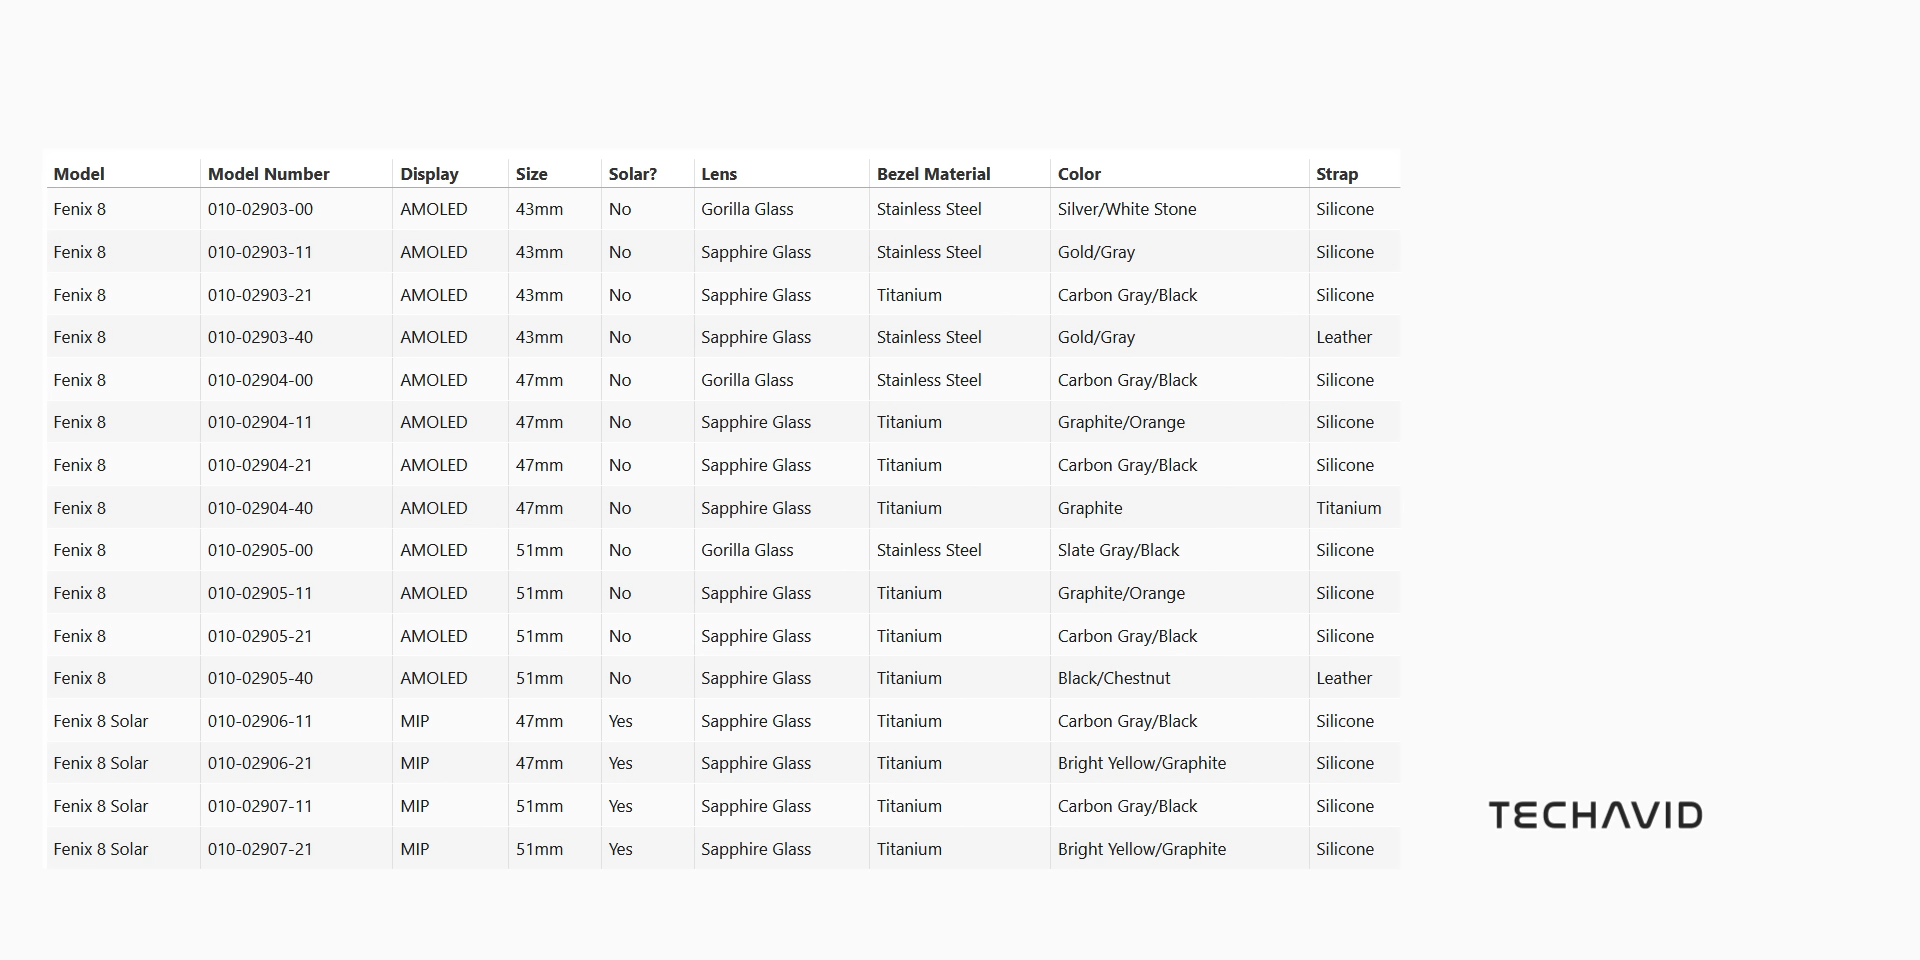 Model Model Number Display Size Solar? Lens Bezel Material Color Strap
Fenix 8 010-02903-00 AMOLED 43mm No Gorilla Glass Stainless Steel Silver/White Stone Silicone
Fenix 8 010-02903-11 AMOLED 43mm No Sapphire Glass Stainless Steel Gold/Gray Silicone
Fenix 8 010-02903-21 AMOLED 43mm No Sapphire Glass Titanium Carbon Gray/Black Silicone
Fenix 8 010-02903-40 AMOLED 43mm No Sapphire Glass Stainless Steel Gold/Gray Leather
Fenix 8 010-02904-00 AMOLED 47mm No Gorilla Glass Stainless Steel Carbon Gray/Black Silicone
Fenix 8 010-02904-11 AMOLED 47mm No Sapphire Glass Titanium Graphite/Orange Silicone
Fenix 8 010-02904-21 AMOLED 47mm No Sapphire Glass Titanium Carbon Gray/Black Silicone
Fenix 8 010-02904-40 AMOLED 47mm No Sapphire Glass Titanium Graphite Titanium
Fenix 8 010-02905-00 AMOLED 51mm No Gorilla Glass Stainless Steel Slate Gray/Black Silicone
Fenix 8 010-02905-11 AMOLED 51mm No Sapphire Glass Titanium Graphite/Orange Silicone
Fenix 8 010-02905-21 AMOLED 51mm No Sapphire Glass Titanium Carbon Gray/Black Silicone
Fenix 8 010-02905-40 AMOLED 51mm No Sapphire Glass Titanium Black/Chestnut Leather
Fenix 8 Solar 010-02906-11 MIP 47mm Yes Sapphire Glass Titanium Carbon Gray/Black Silicone
Fenix 8 Solar 010-02906-21 MIP 47mm Yes Sapphire Glass Titanium Bright Yellow/Graphite Silicone
Fenix 8 Solar 010-02907-11 MIP 51mm Yes Sapphire Glass Titanium Carbon Gray/Black Silicone
Fenix 8 Solar 010-02907-21 MIP 51mm Yes Sapphire Glass Titanium Bright Yellow/Graphite Silicone
TECHAVID